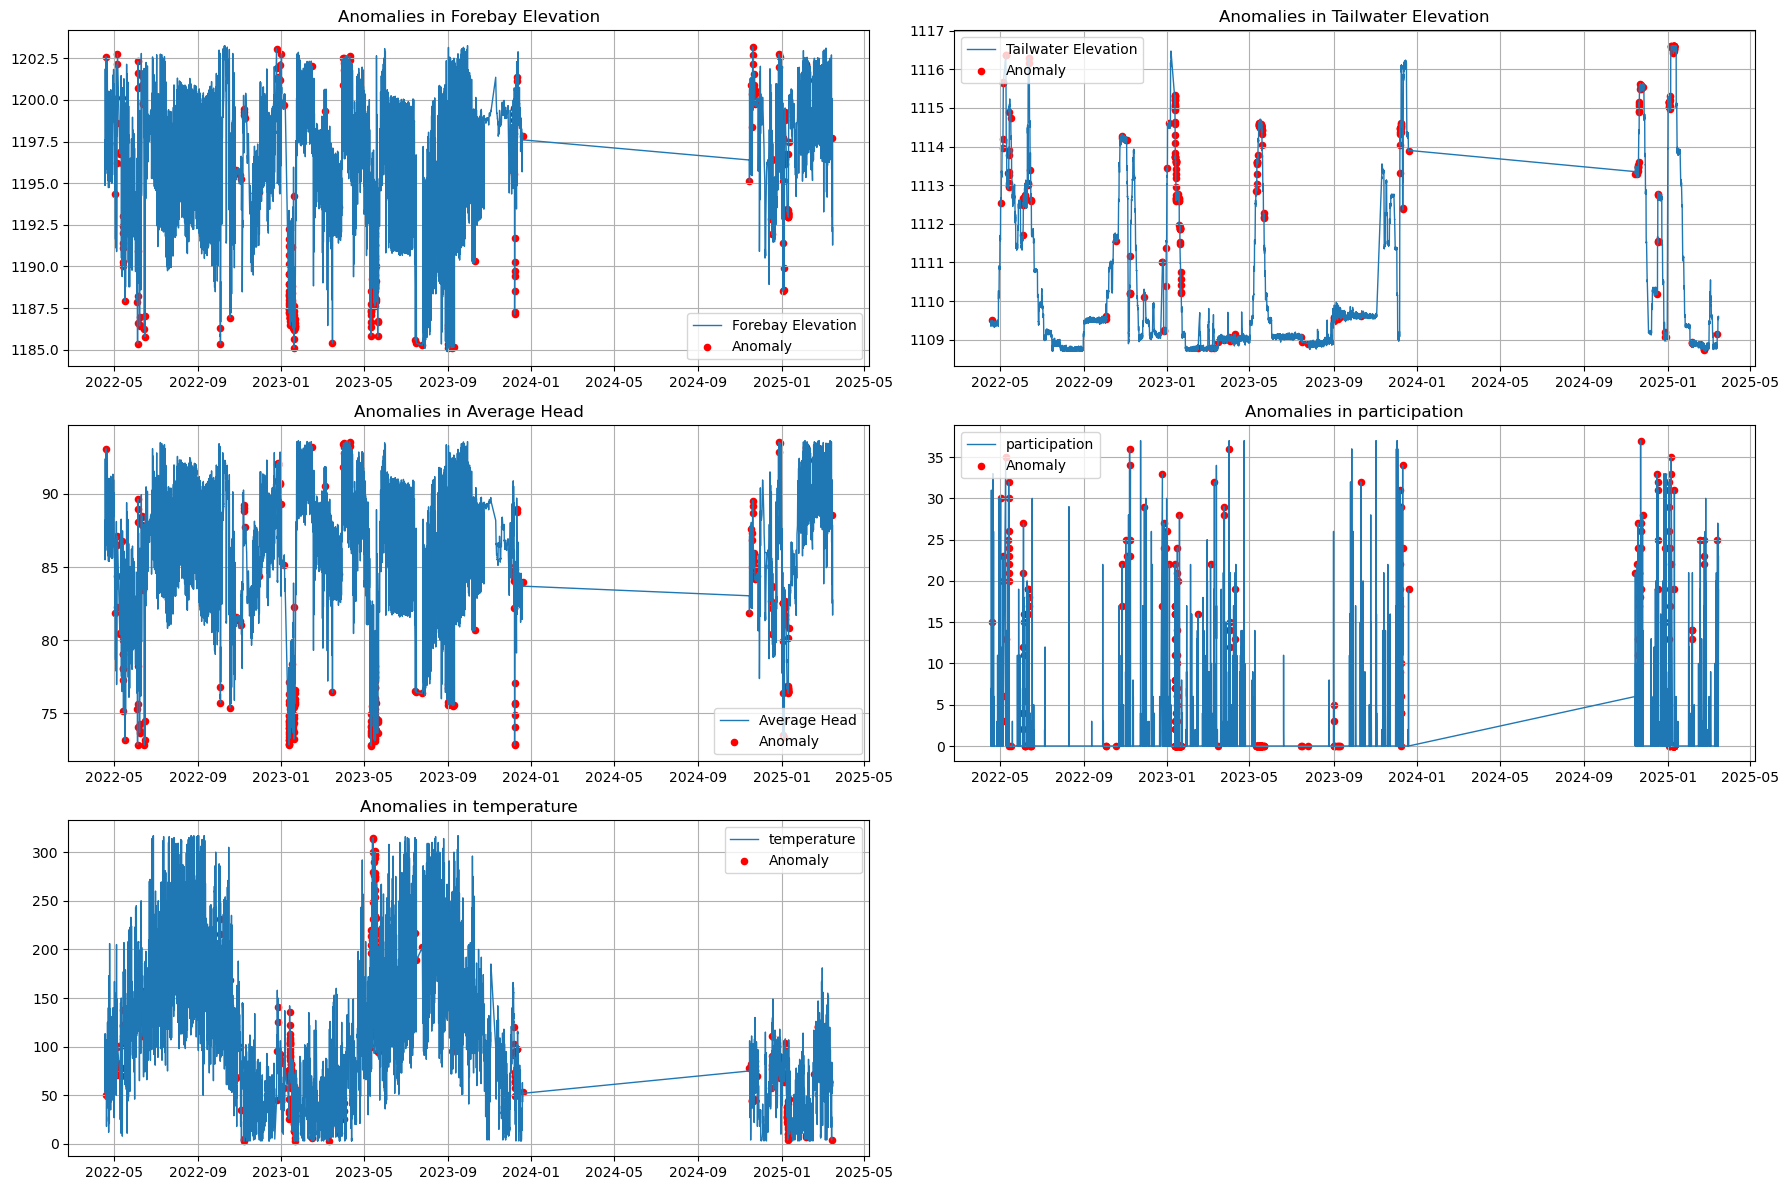 Anomalies in Forebay Elevation
1202.5
1200.0
1197.5
1195.0
1192.5
1190.0
1187.5
1185.0
Forebay Elevation
Anomaly
2022-05 2022-09 2023-01 2023-05 2023-09 2024-01 2024-05 2024-09 2025-01 2025-05
Anomalies in Tailwater Elevation
1117
1116
1115
1114
1113
1112
1111
1110
1109
Tailwater Elevation
Anomaly
2022-05 2022-09 2023-01 2023-05 2023-09 2024-01 2024-05 2024-09 2025-01 2025-05
Anomalies in Average Head
90
85
80
75
Average Head
Anomaly
2022-05 2022-09 2023-01 2023-05 2023-09 2024-01 2024-05 2024-09 2025-01 2025-05
Anomalies in participation
35
30
25
20
15
10
5
0
participation
Anomaly
2022-05 2022-09 2023-01 2023-05 2023-09 2024-01 2024-05 2024-09 2025-01 2025-05
Anomalies in temperature
300
250
200
150
100
50
0
temperature
Anomaly
2022-05 2022-09 2023-01 2023-05 2023-09 2024-01 2024-05 2024-09 2025-01 2025-05